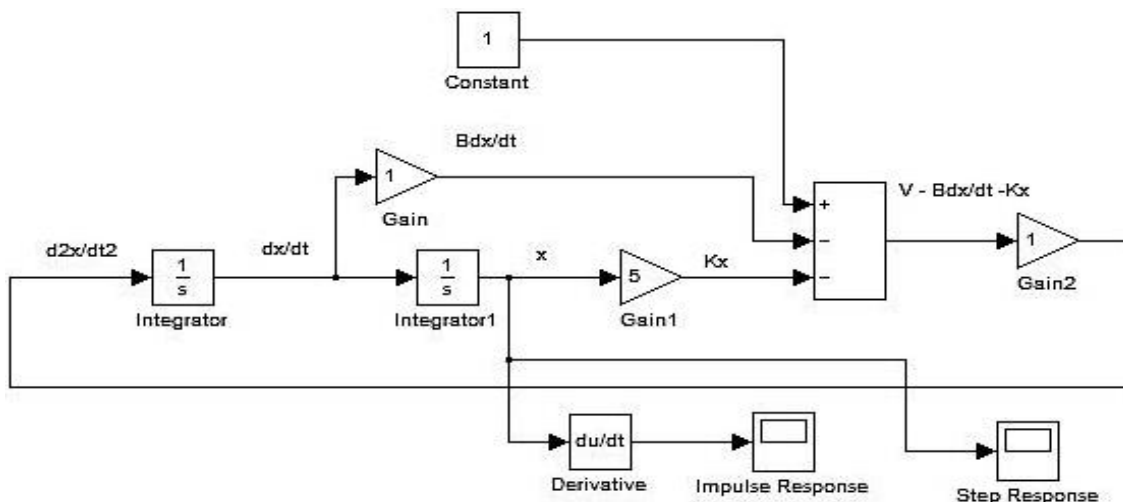 1
Constant
Bdx/dt
1
Gain
+
V - Bdx/dt -Kx
d2x/dt2
dx/dt
x
Kx
−
−
1
s
1
s
5
1
Integrator
Integrator1
Gain1
Gain2
du/dt
Derivative
Impulse Response
Step Response